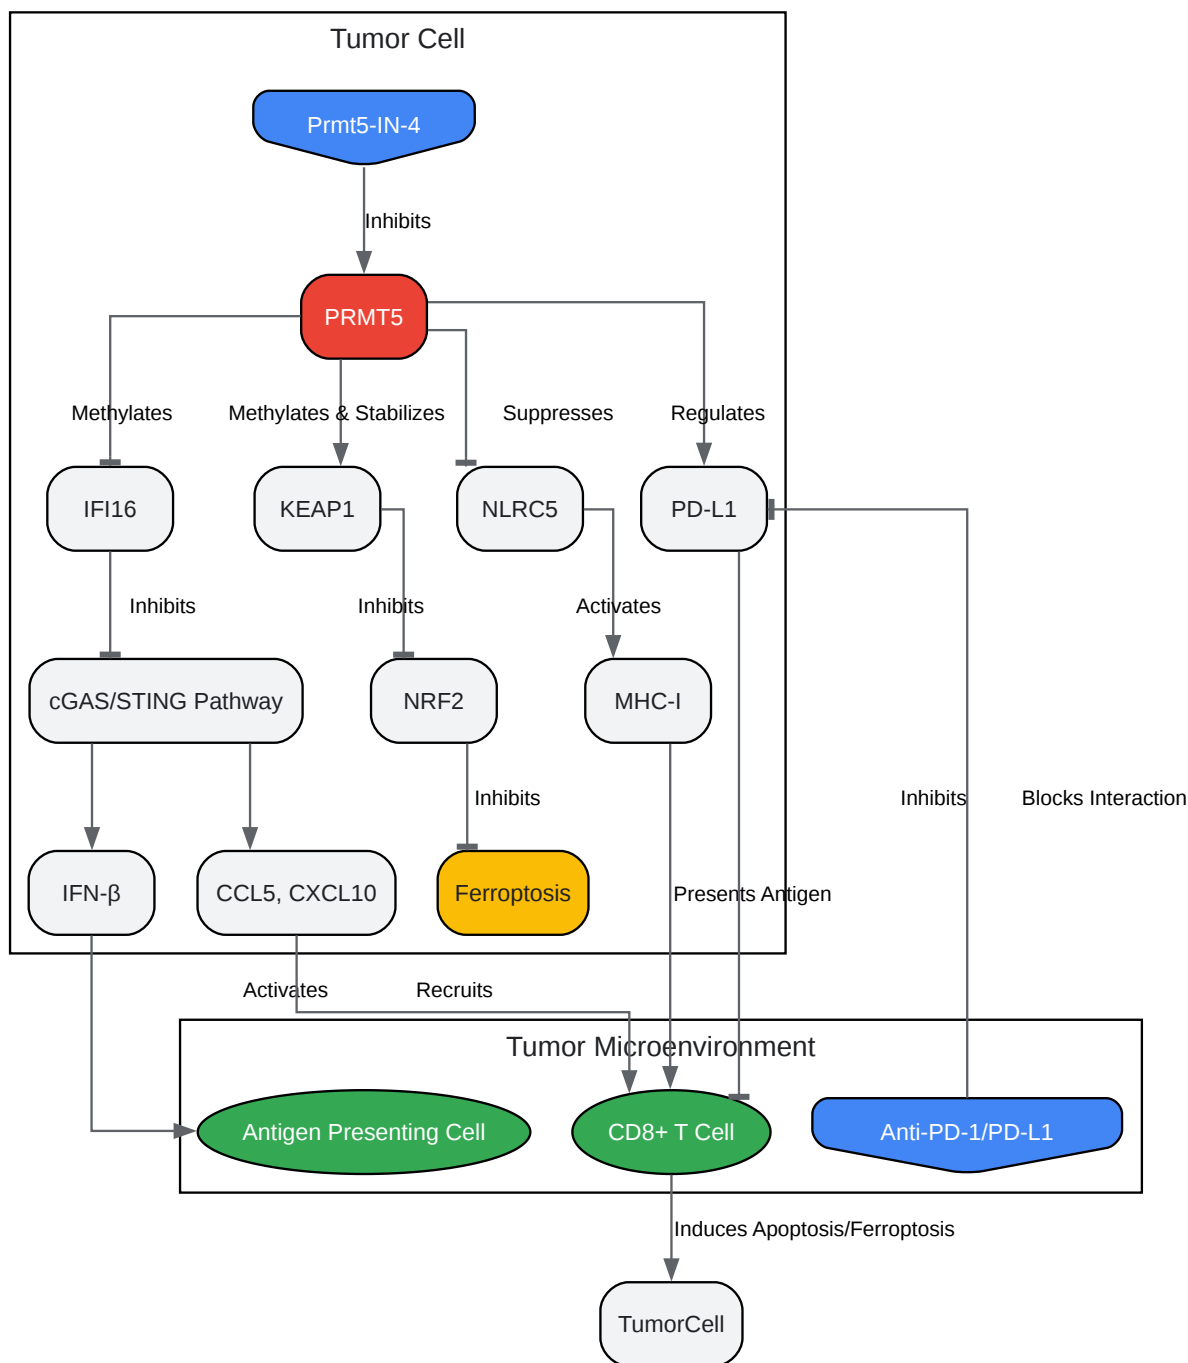 Tumor Cell
Prmt5-IN-4
Inhibits
PRMT5
Methylates
Methylates & Stabilizes
Suppresses
Regulates
IFI16
KEAP1
NLRC5
PD-L1
Inhibits
Inhibits
Activates
cGAS/STING Pathway
NRF2
MHC-I
Inhibits
Inhibits
Blocks Interaction
IFN-β
CCL5, CXCL10
Ferroptosis
Presents Antigen
Activates
Recruits
Tumor Microenvironment
Antigen Presenting Cell
CD8+ T Cell
Anti-PD-1/PD-L1
Induces Apoptosis/Ferroptosis
TumorCell